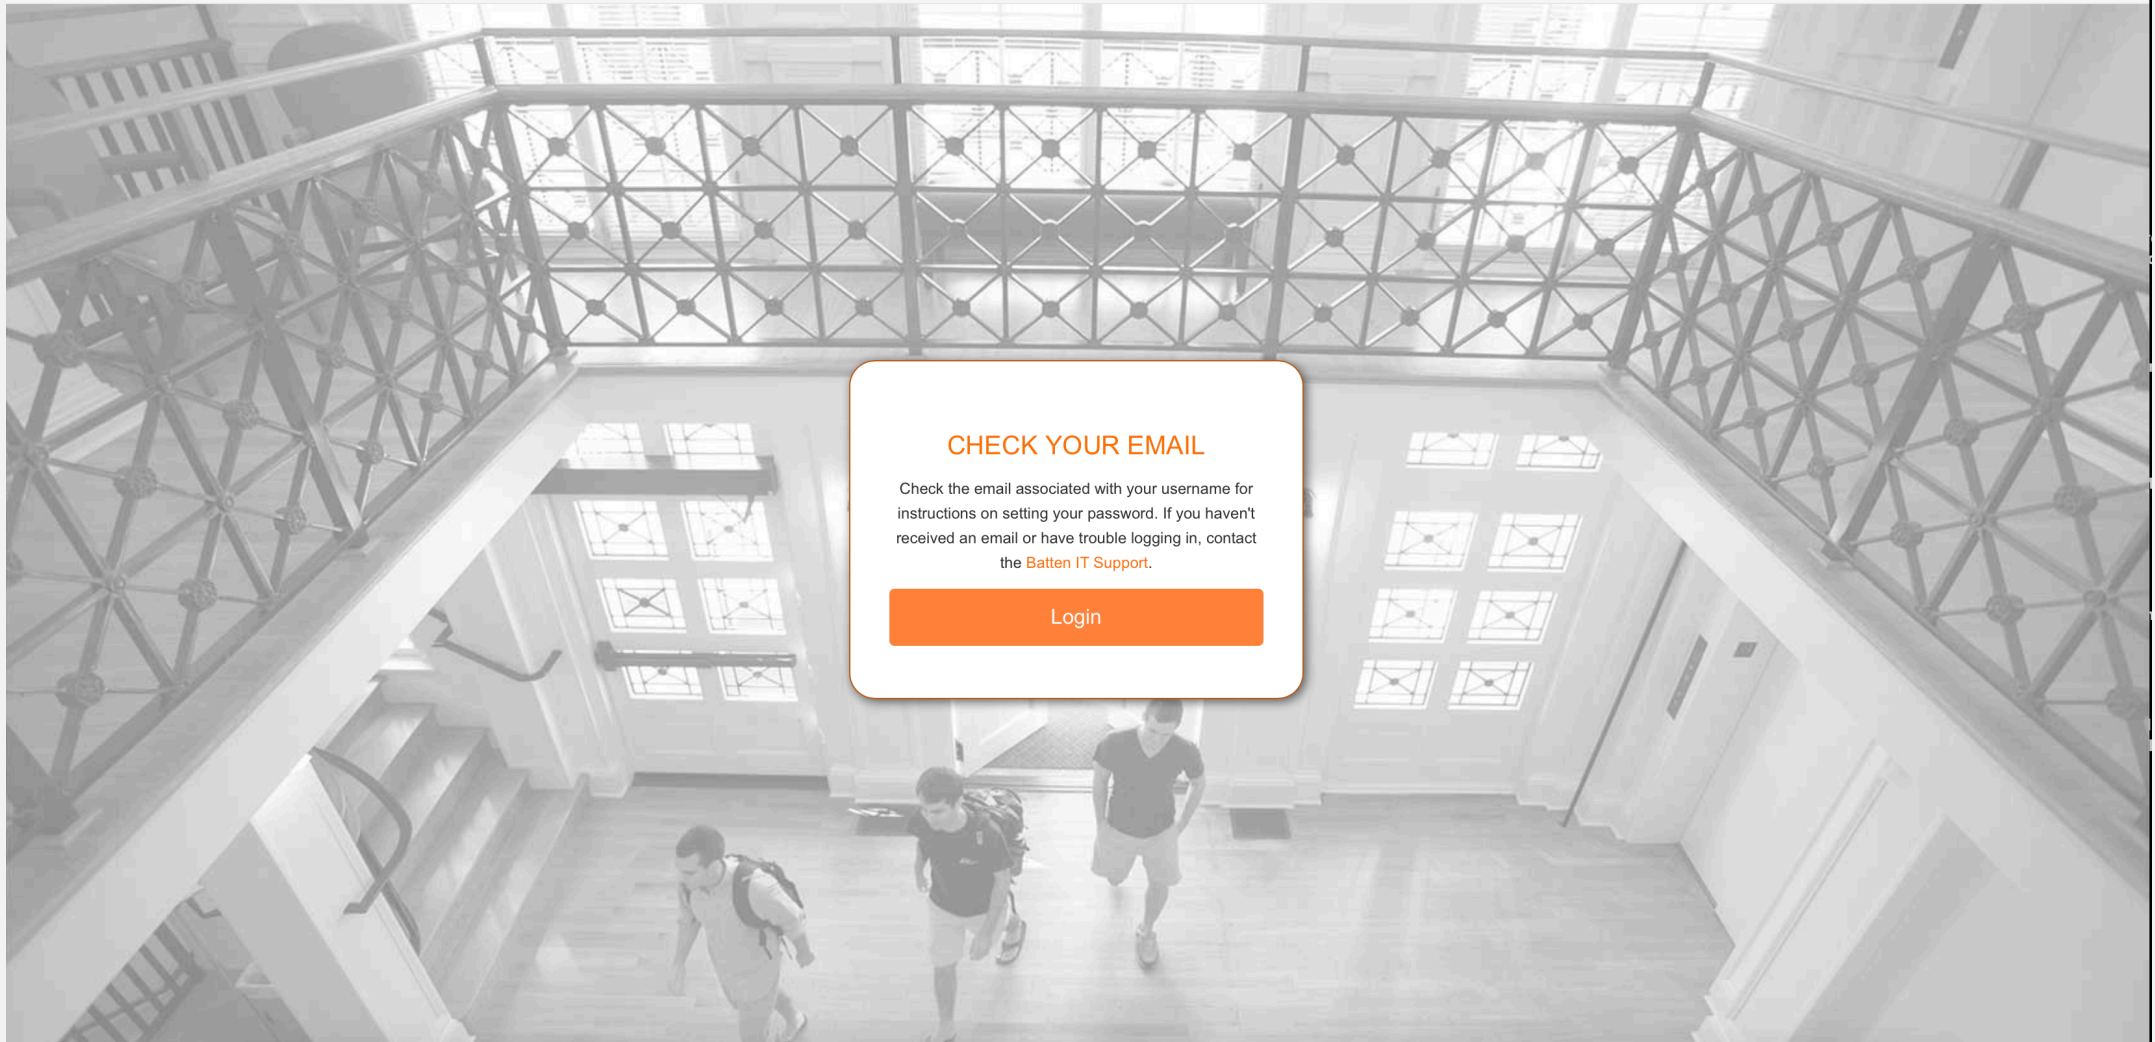 CHECK YOUR EMAIL
Check the email associated with your username for
instructions on setting your password. If you haven't
received an email or have trouble logging in, contact
the Batten IT Support.
Login